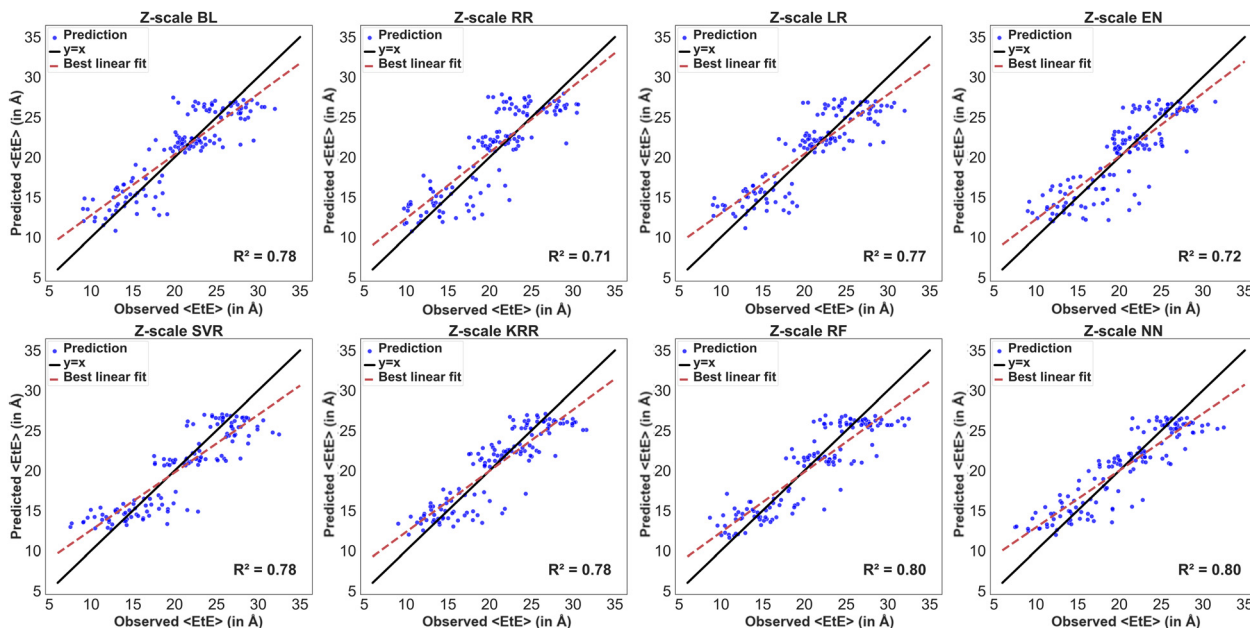 Z-scale BL
Prediction
y=x
Best linear fit
Predicted <EtE> (in Å)
35
30
25
20
15
10
5
R² = 0.78
5 10 15 20 25 30 35
Observed <EtE> (in Å)
Z-scale RR
Prediction
y=x
Best linear fit
Predicted <EtE> (in Å)
35
30
25
20
15
10
5
R² = 0.71
5 10 15 20 25 30 35
Observed <EtE> (in Å)
Z-scale LR
Prediction
y=x
Best linear fit
Predicted <EtE> (in Å)
35
30
25
20
15
10
5
R² = 0.77
5 10 15 20 25 30 35
Observed <EtE> (in Å)
Z-scale EN
Prediction
y=x
Best linear fit
Predicted <EtE> (in Å)
35
30
25
20
15
10
5
R² = 0.72
5 10 15 20 25 30 35
Observed <EtE> (in Å)
Z-scale SVR
Prediction
y=x
Best linear fit
Predicted <EtE> (in Å)
35
30
25
20
15
10
5
R² = 0.78
5 10 15 20 25 30 35
Observed <EtE> (in Å)
Z-scale KRR
Prediction
y=x
Best linear fit
Predicted <EtE> (in Å)
35
30
25
20
15
10
5
R² = 0.78
5 10 15 20 25 30 35
Observed <EtE> (in Å)
Z-scale RF
Prediction
y=x
Best linear fit
Predicted <EtE> (in Å)
35
30
25
20
15
10
5
R² = 0.80
5 10 15 20 25 30 35
Observed <EtE> (in Å)
Z-scale NN
Prediction
y=x
Best linear fit
Predicted <EtE> (in Å)
35
30
25
20
15
10
5
R² = 0.80
5 10 15 20 25 30 35
Observed <EtE> (in Å)